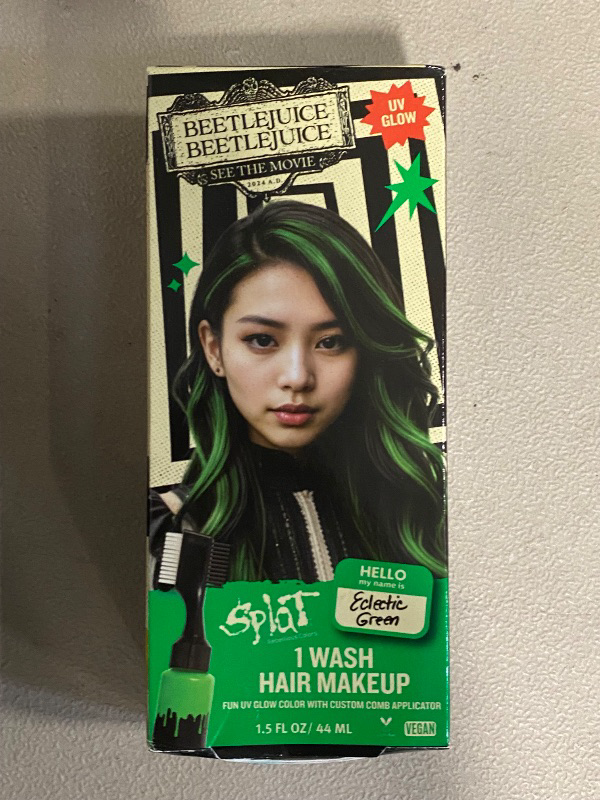 BEETLEJUICE
BEETLEJUICE
SEE THE MOVIE
2024 A.D.
UV
GLOW
HELLO
my name is
Eclectic
Green
Splat
1 WASH
HAIR MAKEUP
FUN UV GLOW COLOR WITH CUSTOM COMB APPLICATOR
1.5 FL OZ/ 44 ML
VEGAN